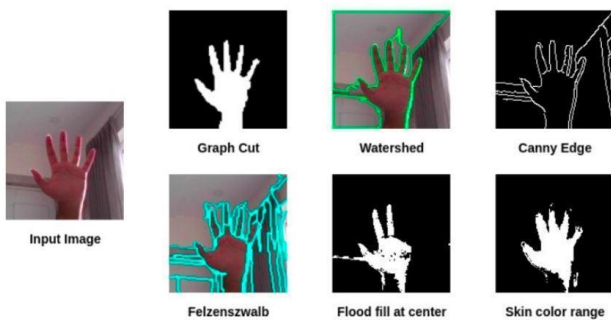 Graph Cut
Watershed
Canny Edge
Input Image
Felzenszwalb
Flood fill at center
Skin color range